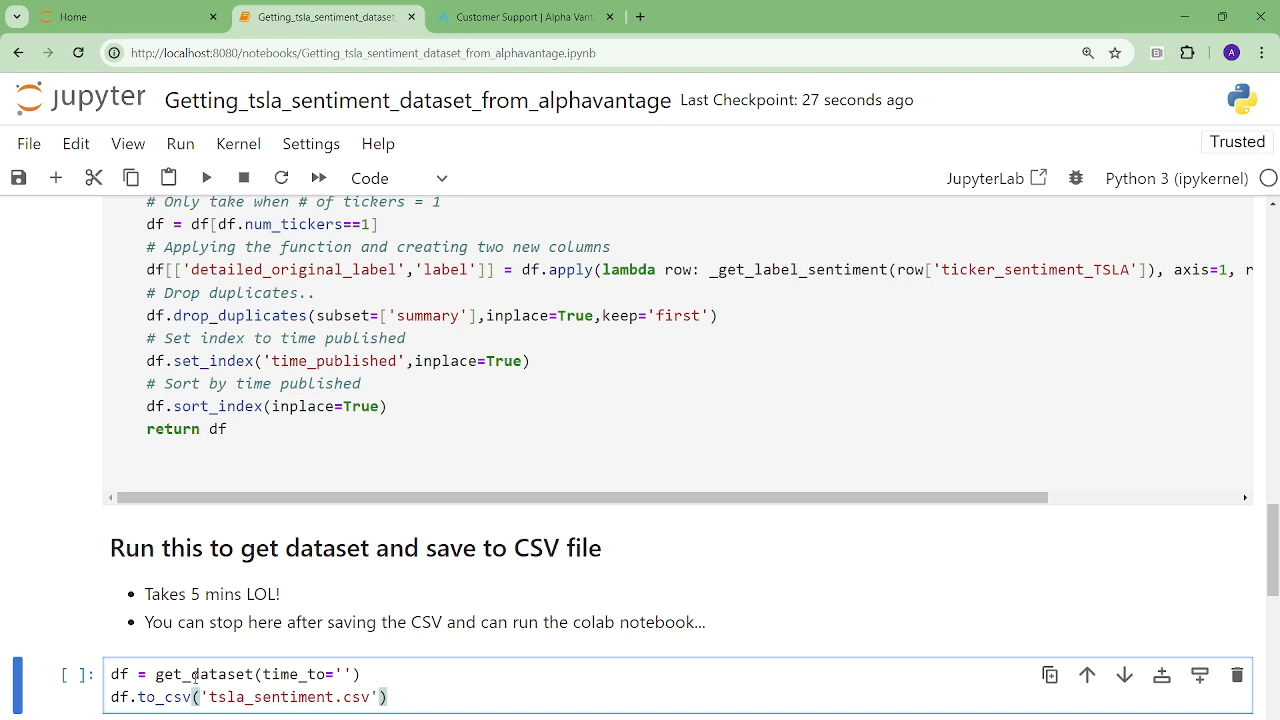 Home
Getting_tsla_sentiment_dataset_
Customer Support | Alpha Vant
http://localhost:8080/notebooks/Getting_tsla_sentiment_dataset_from_alphavantage.ipynb
A
jupyter
Getting_tsla_sentiment_dataset_from_alphavantage Last Checkpoint: 27 seconds ago
File Edit View Run Kernel Settings Help
Trusted
Code
JupyterLab
Python 3 (ipykernel)
# Only take when # of tickers = 1
df = df[df.num_tickers==1]
# Applying the function and creating two new columns
df[['detailed_original_label','label']] = df.apply(lambda row: _get_label_sentiment(row['ticker_sentiment_TSLA']), axis=1, r
# Drop duplicates..
df.drop_duplicates(subset=['summary'],inplace=True,keep='first')
# Set index to time published
df.set_index('time_published',inplace=True)
# Sort by time published
df.sort_index(inplace=True)
return df
Run this to get dataset and save to CSV file
• Takes 5 mins LOL!
• You can stop here after saving the CSV and can run the colab notebook...
[ ]:
df = get_dataset(time_to='')
df.to_csv('tsla_sentiment.csv')